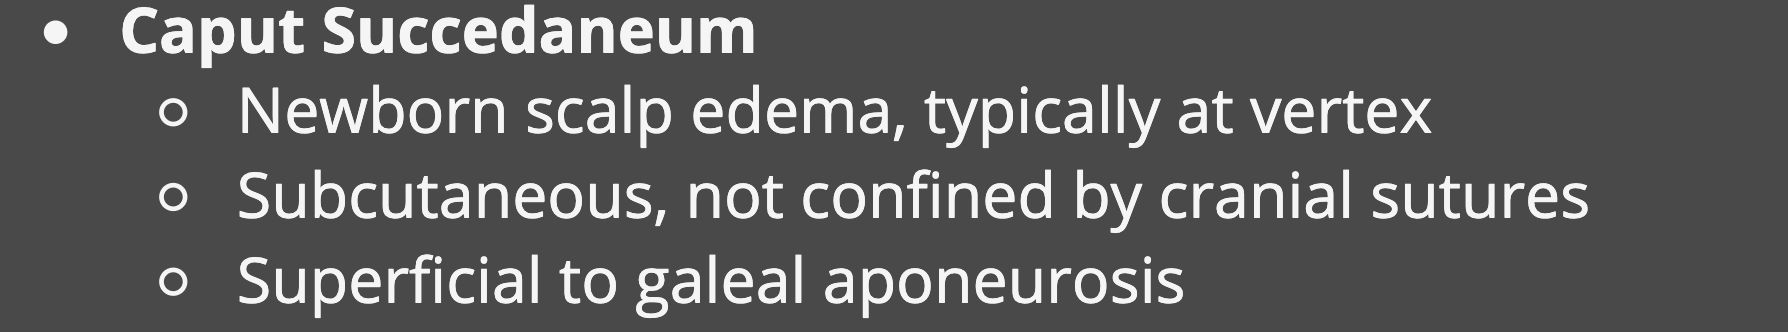 • Caput Succedaneum
○ Newborn scalp edema, typically at vertex
○ Subcutaneous, not confined by cranial sutures
○ Superficial to galeal aponeurosis